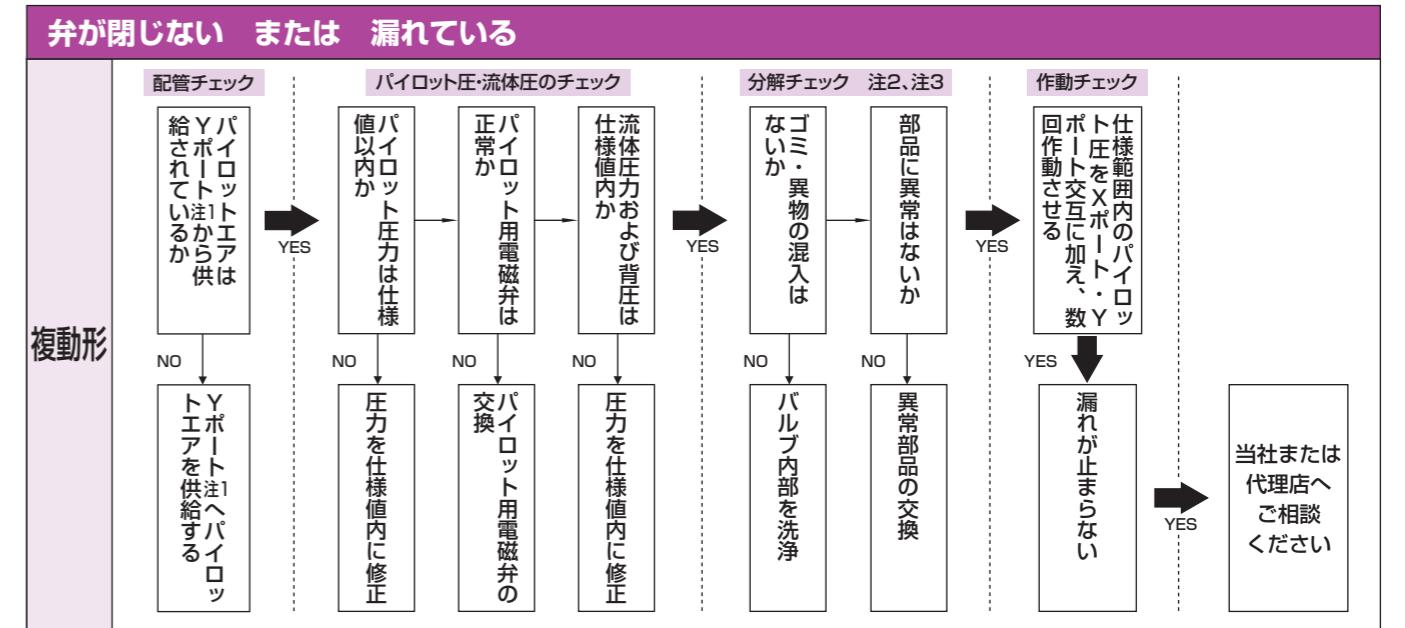 弁が閉じない　または　漏れている
複動形
配管チェック
パイロットエアは
Yポート注1から供
給されているか
YES
NO
Yポート注1へパイロッ
トエアを供給する
パイロット圧・流体圧のチェック
パイロット圧力は仕様
値以内か
NO
圧力を仕様値内に修正
パイロット用電磁弁は
正常か
NO
パイロット用電磁弁の
交換
流体圧力および背圧は
仕様値内か
YES
NO
圧力を仕様値内に修正
分解チェック　注2、注3
ゴミ・異物の混入は
ないか
NO
バルブ内部を洗浄
部品に異常はないか
YES
NO
異常部品の交換
作動チェック
仕様範囲内のパイロッ
ト圧をXポート・Y
ポート交互に加え、数
回作動させる
YES
漏れが止まらない
YES
当社または
代理店へ
ご相談
ください